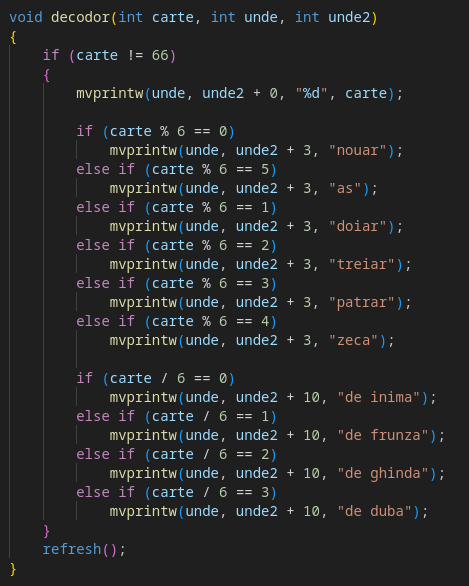 void decodor(int carte, int unde, int unde2)
{
    if (carte != 66)
    {
        mvprintw(unde, unde2 + 0, "%d", carte);

        if (carte % 6 == 0)
            mvprintw(unde, unde2 + 3, "nouar");
        else if (carte % 6 == 5)
            mvprintw(unde, unde2 + 3, "as");
        else if (carte % 6 == 1)
            mvprintw(unde, unde2 + 3, "doiar");
        else if (carte % 6 == 2)
            mvprintw(unde, unde2 + 3, "treiar");
        else if (carte % 6 == 3)
            mvprintw(unde, unde2 + 3, "patrar");
        else if (carte % 6 == 4)
            mvprintw(unde, unde2 + 3, "zeca");

        if (carte / 6 == 0)
            mvprintw(unde, unde2 + 10, "de inima");
        else if (carte / 6 == 1)
            mvprintw(unde, unde2 + 10, "de frunza");
        else if (carte / 6 == 2)
            mvprintw(unde, unde2 + 10, "de ghinda");
        else if (carte / 6 == 3)
            mvprintw(unde, unde2 + 10, "de duba");
    }
    refresh();
}